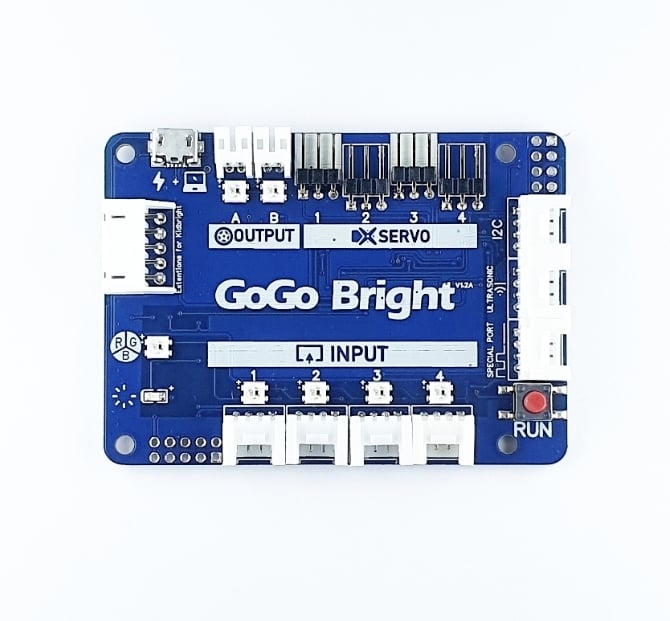 A B 1 2 3 4
OUTPUT SERVO
I2C
Extentions for Kidbright
ULTRASONIC
GoGo Bright V1.2A
SPECIAL PORT
R G B
INPUT
1 2 3 4
RUN